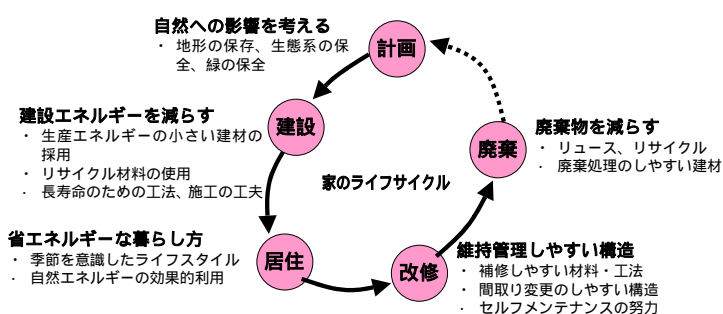 自然への影響を考える
・ 地形の保存、生態系の保
全、緑の保全
計画
建設エネルギーを減らす
・ 生産エネルギーの小さい建材の
採用
・ リサイクル材料の使用
・ 長寿命のための工法、施工の工夫
建設
廃棄物を減らす
・ リュース、リサイクル
・ 廃棄処理のしやすい建材
廃棄
家のライフサイクル
省エネルギーな暮らし方
・ 季節を意識したライフスタイル
・ 自然エネルギーの効果的利用
居住
改修
維持管理しやすい構造
・ 補修しやすい材料・工法
・ 間取り変更のしやすい構造
・ セルフメンテナンスの努力